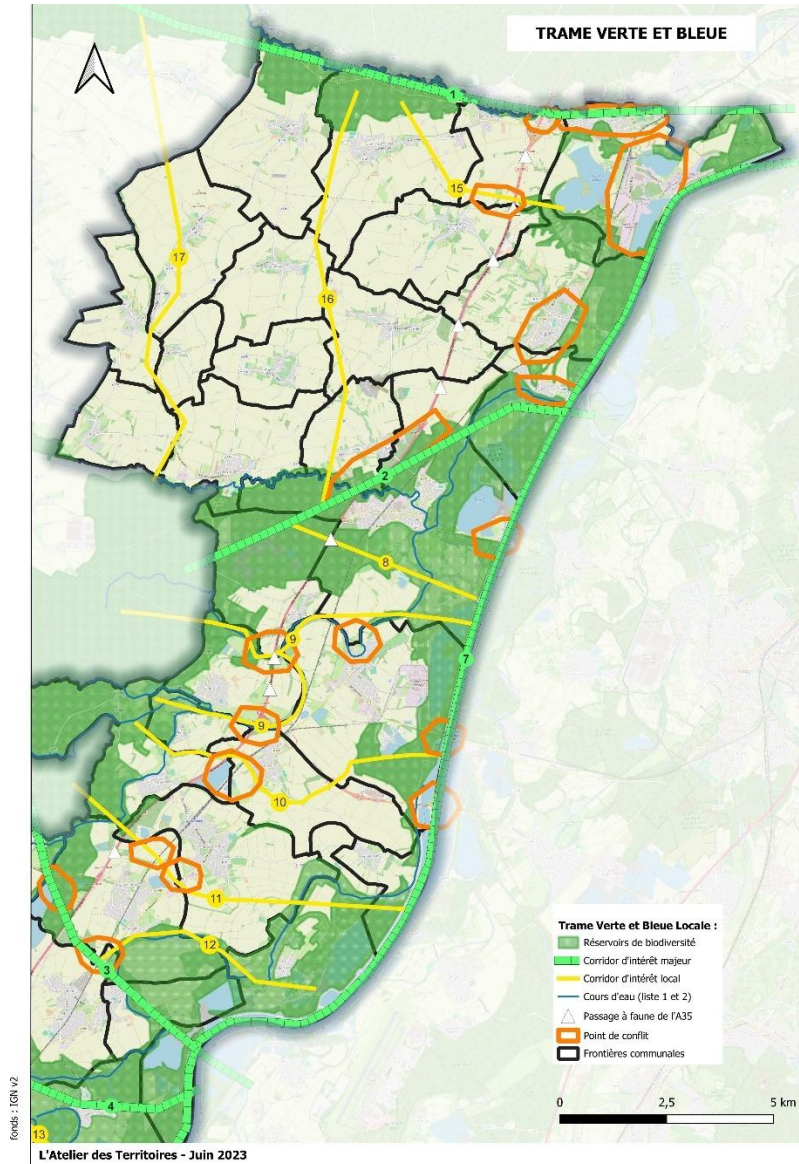 TRAME VERTE ET BLEUE
1
15
17
16
2
8
9
7
9
10
11
12
3
4
13
Trame Verte et Bleue Locale :
Réservoirs de biodiversité
Corridor d'intérêt majeur
Corridor d'intérêt local
Cours d'eau (liste 1 et 2)
Passage à faune de l'A35
Point de conflit
Frontières communales
0 2,5 5 km
fonds : IGN v2
L'Atelier des Territoires - Juin 2023